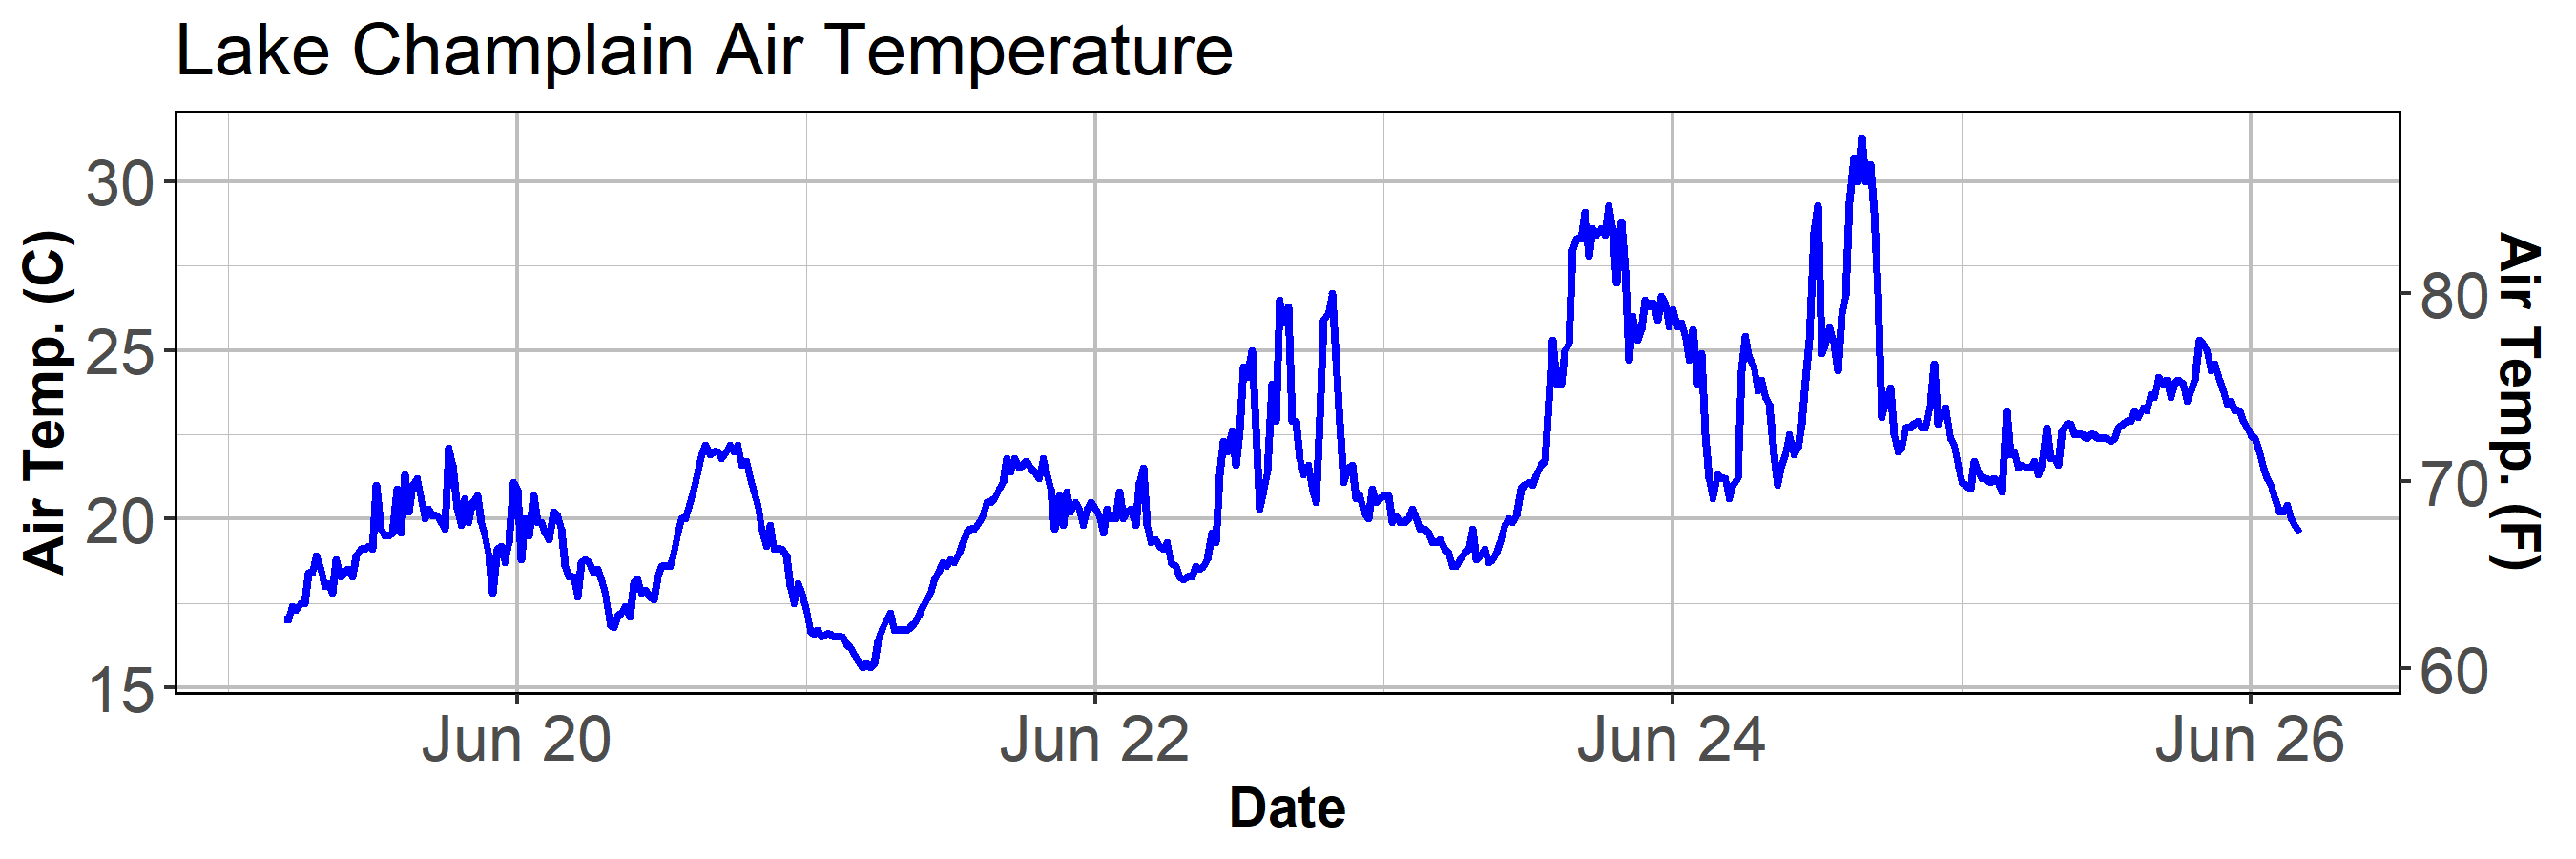 Lake Champlain Air Temperature
Air Temp. (C)
30
25
20
15
80
70
60
Air Temp. (F)
Jun 20 Jun 22 Jun 24 Jun 26
Date